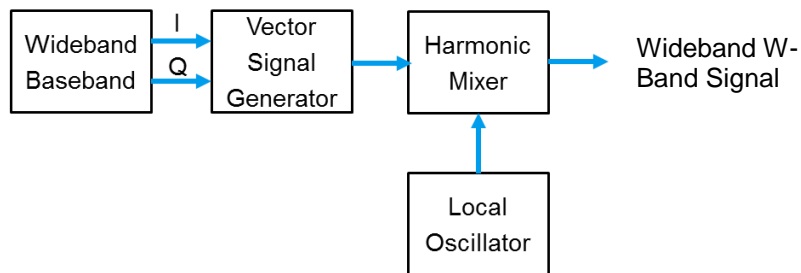 Wideband
Baseband
I
Q
Vector
Signal
Generator
Harmonic
Mixer
Wideband W-
Band Signal
Local
Oscillator